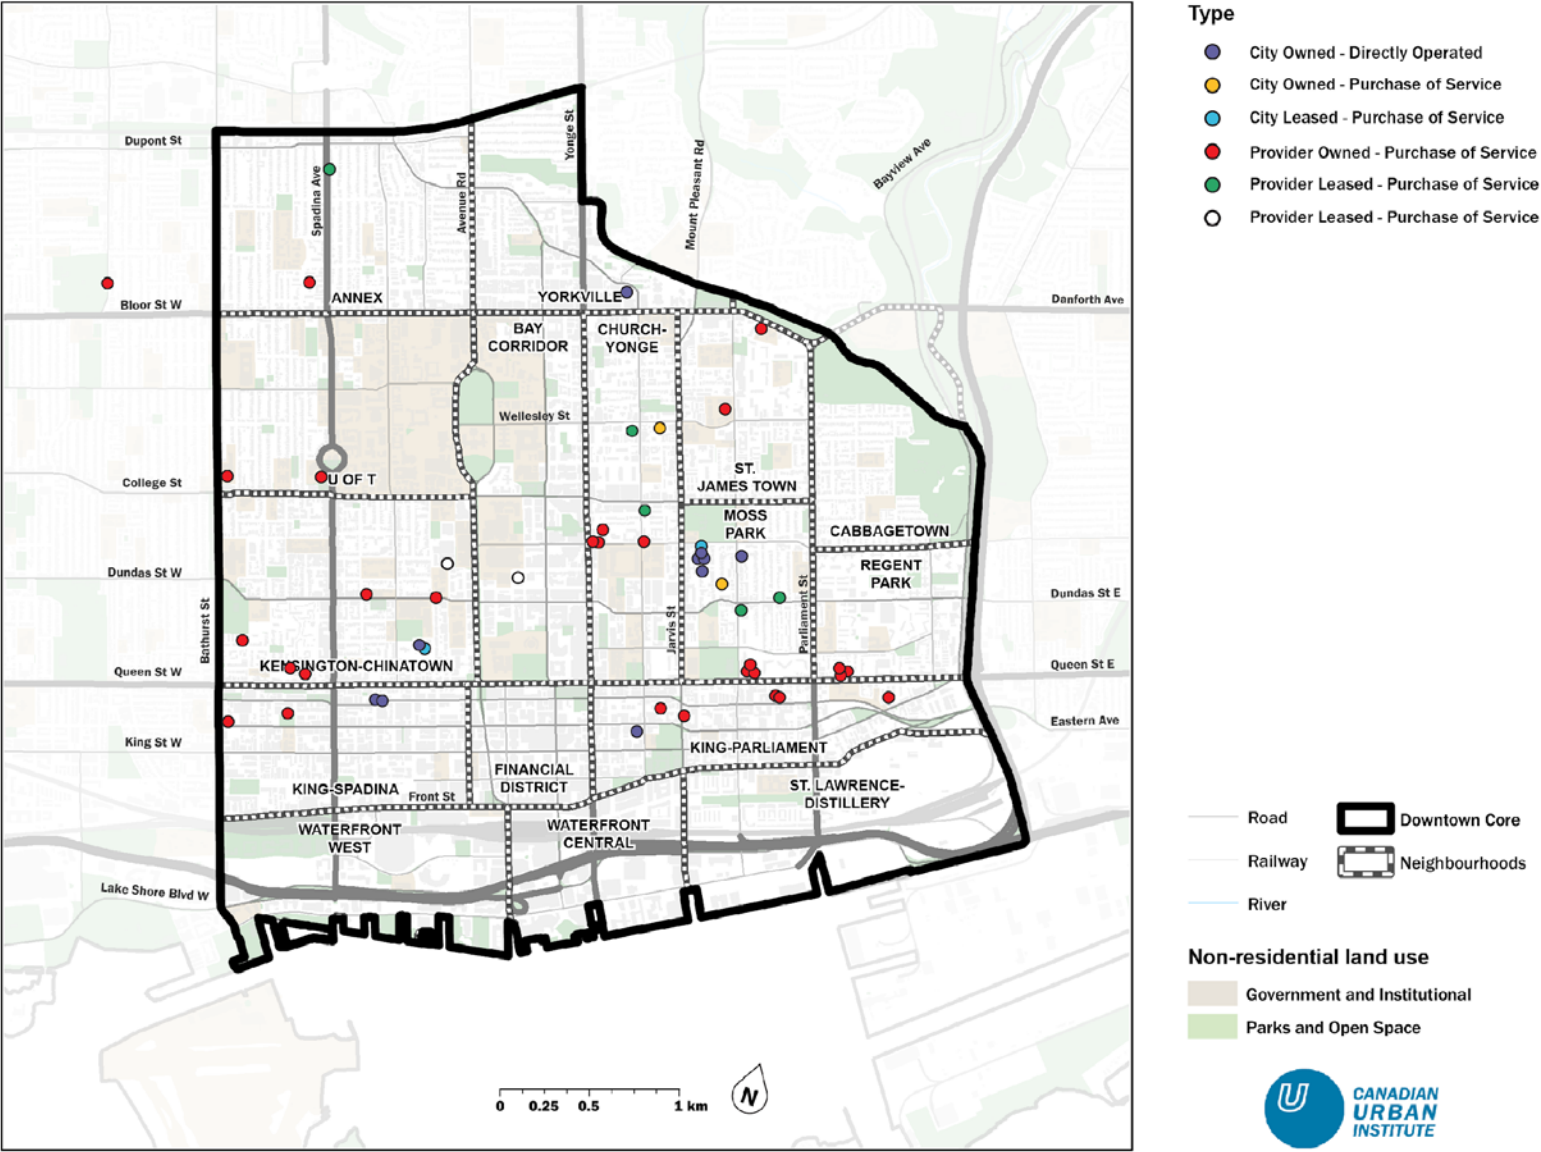 Type
City Owned - Directly Operated
City Owned - Purchase of Service
City Leased - Purchase of Service
Provider Owned - Purchase of Service
Provider Leased - Purchase of Service
Provider Leased - Purchase of Service
Dupont St
Spadina Ave
Avenue Rd
Yonge St
Mount Pleasant Rd
Bayview Ave
Bloor St W
ANNEX
YORKVILLE
Danforth Ave
BAY
CORRIDOR
CHURCH-
YONGE
Wellesley St
College St
U OF T
ST.
JAMES TOWN
MOSS
PARK
CABBAGETOWN
REGENT
PARK
Dundas St W
Dundas St E
Bathurst St
Jarvis St
Parliament St
Queen St W
KENSINGTON-CHINATOWN
Queen St E
Eastern Ave
King St W
KING-PARLIAMENT
KING-SPADINA
Front St
FINANCIAL
DISTRICT
ST. LAWRENCE-
DISTILLERY
WATERFRONT
WEST
WATERFRONT
CENTRAL
Lake Shore Blvd W
0 0.25 0.5 1 km
N
Road
Railway
River
Downtown Core
Neighbourhoods
Non-residential land use
Government and Institutional
Parks and Open Space
U
CANADIAN
URBAN
INSTITUTE